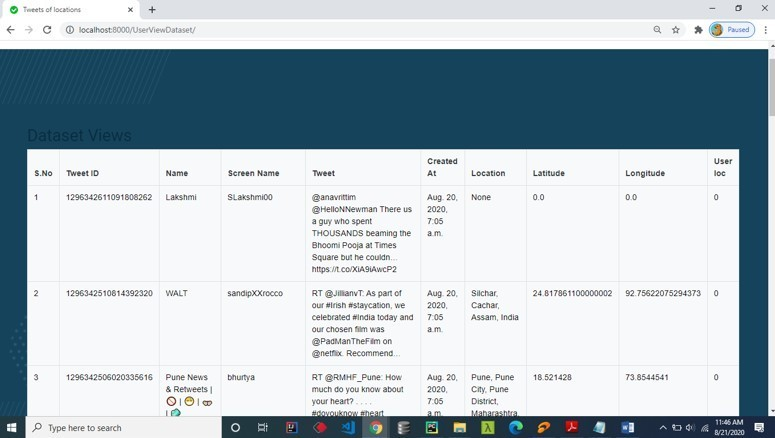 Tweets of locations
localhost:8000/UserViewDataset/
Paused
Dataset Views
S.No Tweet ID Name Screen Name Tweet Created At Location Latitude Longitude User loc
1 1296342611091808262 Lakshmi SLakshmi00
@anavrittim
@HelloNNewman There us
a guy who spent
THOUSANDS beaming the
Bhoomi Pooja at Times
Square but he couldn…
https://t.co/XiA9iAwcP2
Aug. 20,
2020,
7:05
a.m.
None 0.0 0.0 0
2 1296342510814392320 WALT sandipXXrocco
RT @JillianvT: As part of
our #Irish #staycation, we
celebrated #India today and
our chosen film was
@PadManTheFilm on
@netflix. Recommend…
Aug. 20,
2020,
7:05
a.m.
Silchar,
Cachar,
Assam, India
24.817861100000002 92.75622075294373 0
3 1296342506020335616
Pune News
& Retweets |
| |
|
bhurtya
RT @RMHF_Pune: How
much do you know about
your heart? . . . .
#doyouknow #heart
Aug. 20,
2020,
7:05
a.m.
Pune, Pune
City, Pune
District,
Maharashtra,
18.521428 73.8544541 0
Type here to search
11:46 AM
8/21/2020